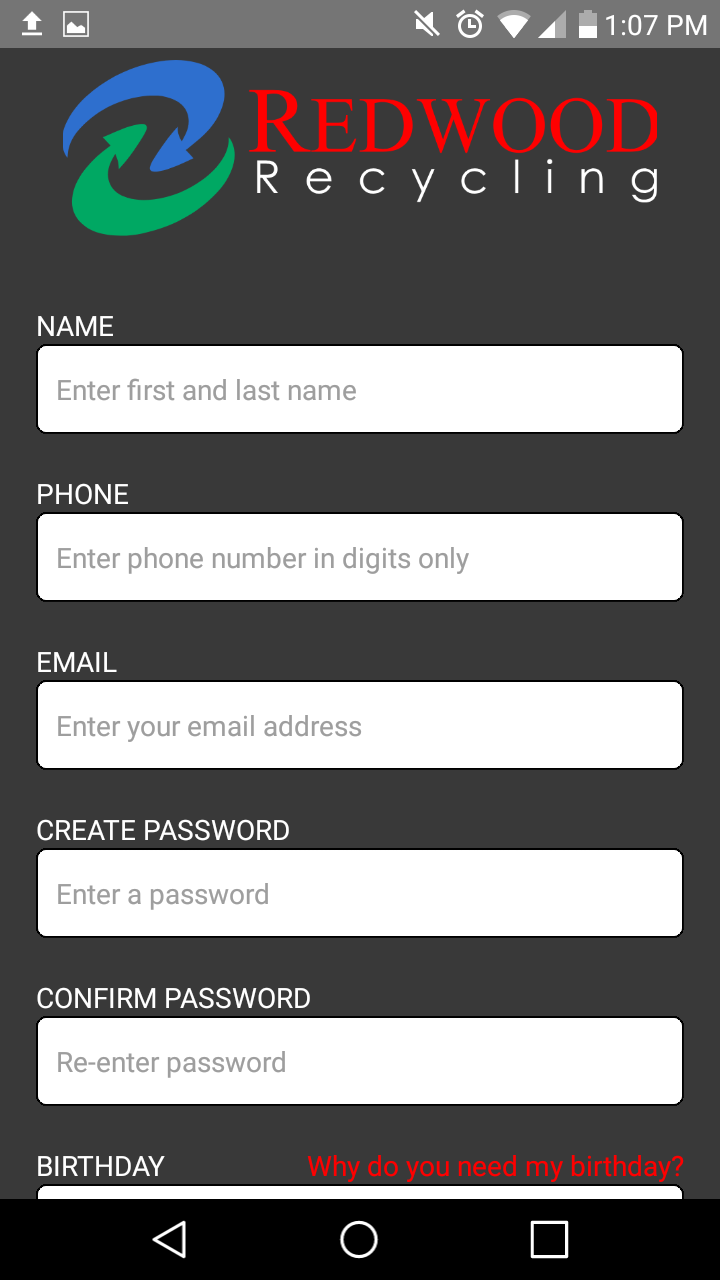 1:07 PM
REDWOOD
Recycling
NAME
Enter first and last name
PHONE
Enter phone number in digits only
EMAIL
Enter your email address
CREATE PASSWORD
Enter a password
CONFIRM PASSWORD
Re-enter password
BIRTHDAY Why do you need my birthday?